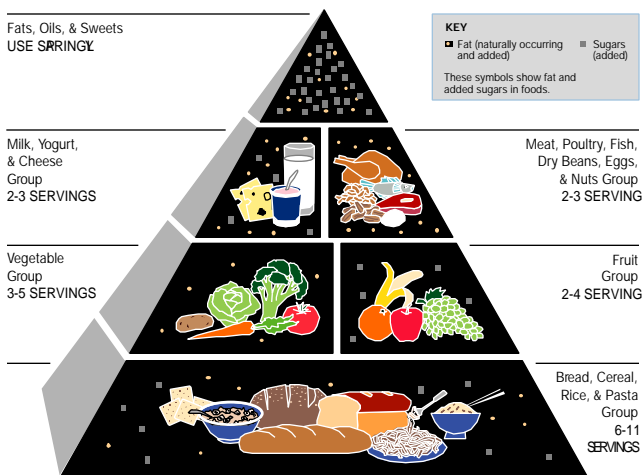 Fats, Oils, & Sweets
USE SPARINGLY
KEY
Fat (naturally occurring and added)
Sugars (added)
These symbols show fat and
added sugars in foods.
Milk, Yogurt,
& Cheese
Group
2-3 SERVINGS
Meat, Poultry, Fish,
Dry Beans, Eggs,
& Nuts Group
2-3 SERVING
Vegetable
Group
3-5 SERVINGS
Fruit
Group
2-4 SERVING
Bread, Cereal,
Rice, & Pasta
Group
6-11
SERVINGS